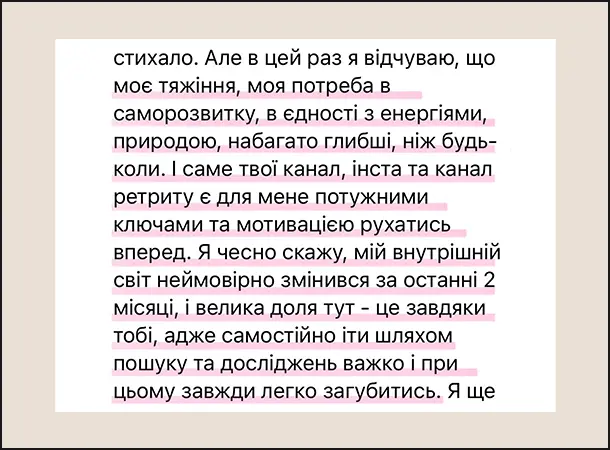 стихало. Але в цей раз я відчуваю, що
моє тяжіння, моя потреба в
саморозвитку, в єдності з енергіями,
природою, набагато глибші, ніж будь-
коли. І саме твої канал, інста та канал
ретриту є для мене потужними
ключами та мотивацією рухатись
вперед. Я чесно скажу, мій внутрішній
світ неймовірно змінився за останні 2
місяці, і велика доля тут - це завдяки
тобі, адже самостійно іти шляхом
пошуку та досліджень важко і при
цьому завжди легко загубитись. Я ще